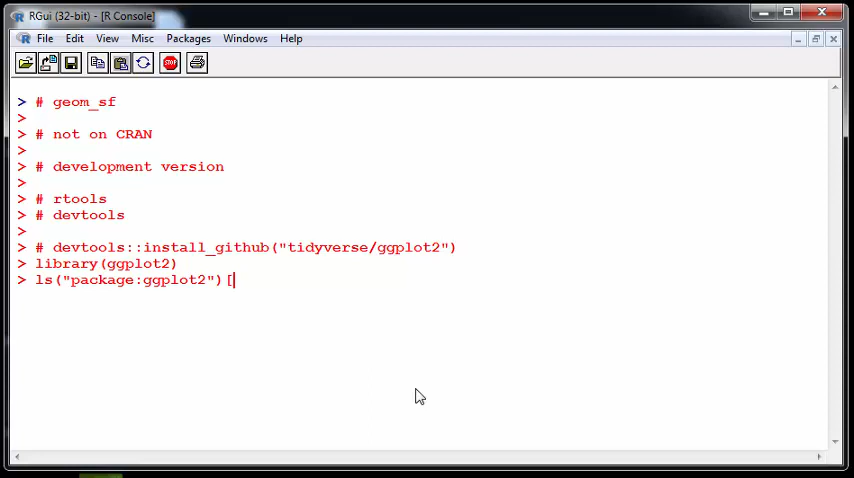 RGui (32-bit) - [R Console]
File Edit View Misc Packages Windows Help
STOP
> # geom_sf
>
> # not on CRAN
>
> # development version
>
> # rtools
> # devtools
>
> # devtools::install_github("tidyverse/ggplot2")
> library(ggplot2)
> ls("package:ggplot2")[